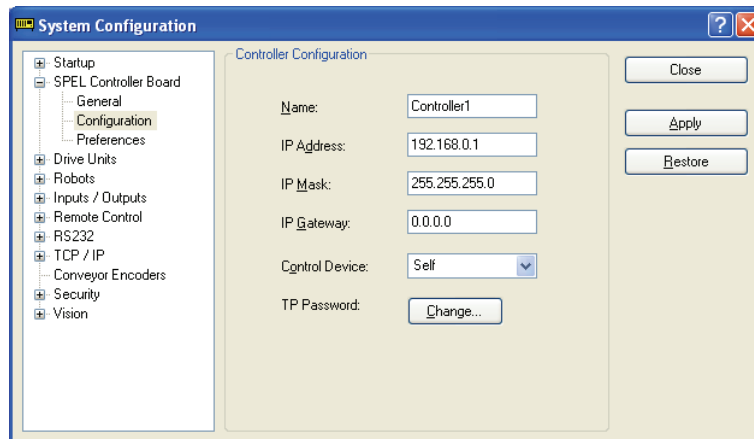 System Configuration
Startup
SPEL Controller Board
General
Configuration
Preferences
Drive Units
Robots
Inputs / Outputs
Remote Control
RS232
TCP / IP
Conveyor Encoders
Security
Vision
Controller Configuration
Name: Controller1
IP Address: 192.168.0.1
IP Mask: 255.255.255.0
IP Gateway: 0.0.0.0
Control Device: Self
TP Password: Change...
Close
Apply
Restore